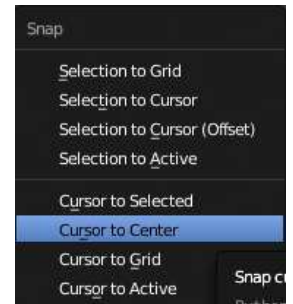 Snap
Selection to Grid
Selection to Cursor
Selection to Cursor (Offset)
Selection to Active
Cursor to Selected
Cursor to Center
Cursor to Grid
Cursor to Active
Snap